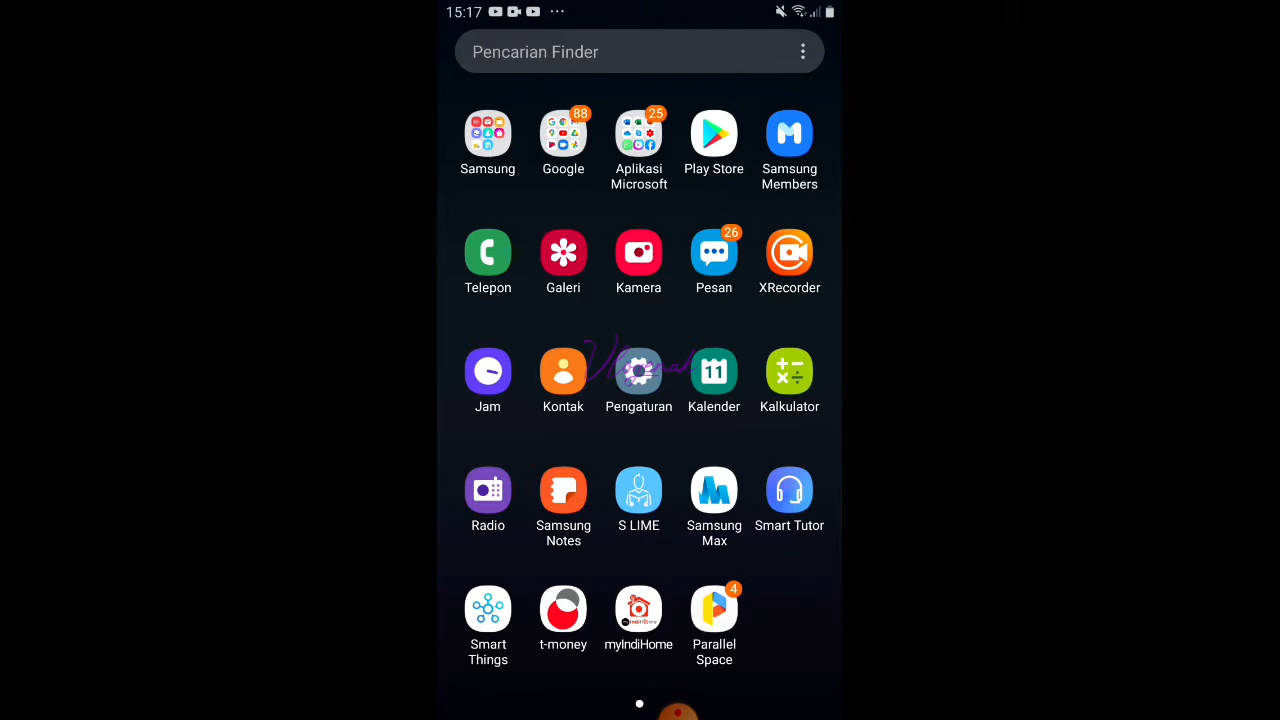 15:17
Pencarian Finder
88
25
Samsung
Google
Aplikasi
Microsoft
Play Store
Samsung
Members
26
Telepon
Galeri
Kamera
Pesan
XRecorder
11
Jam
Kontak
Pengaturan
Kalender
Kalkulator
Radio
Samsung
Notes
S LIME
Samsung
Max
Smart Tutor
4
Smart
Things
t-money
myIndiHome
Parallel
Space